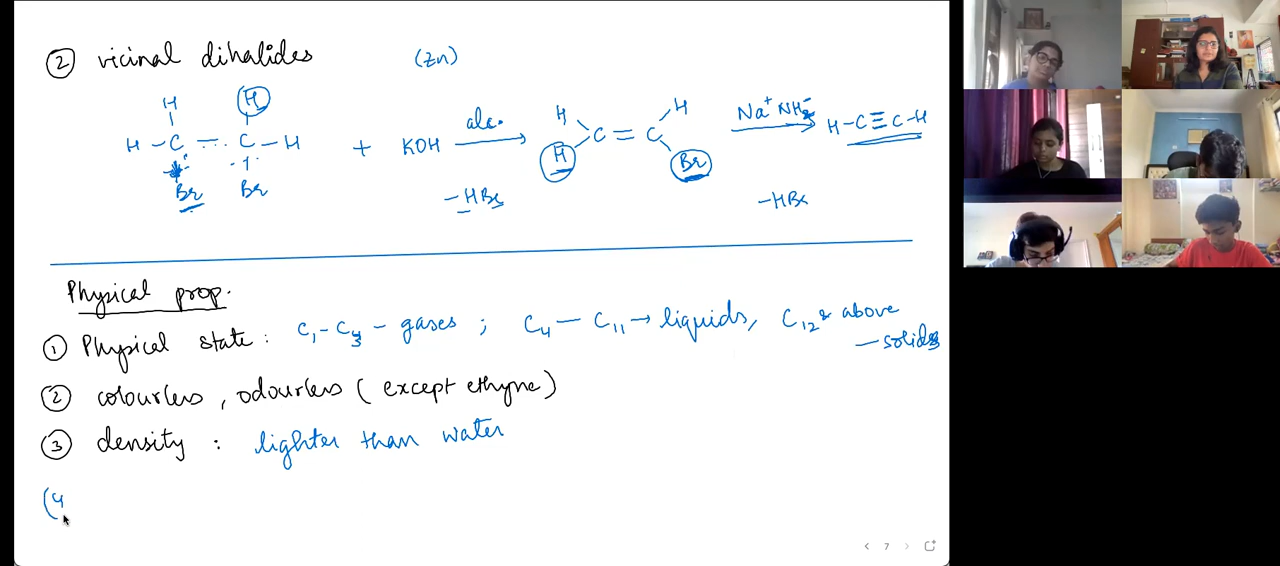 ② vicinal dihalides (Zn)
H H
H - C - C - H + KOH alc. → H C = C H Na⁺ NH₂⁻ → H-C≡C-H
Br Br H Br
-HBr -HBr
Physical prop.
① Physical state : C₁-C₃ - gases ; C₄ — C₁₁ → liquids, C₁₂ & above
— solids
② colourless, odourless (except ethyne)
③ density : lighter than water
(4
< 7 >